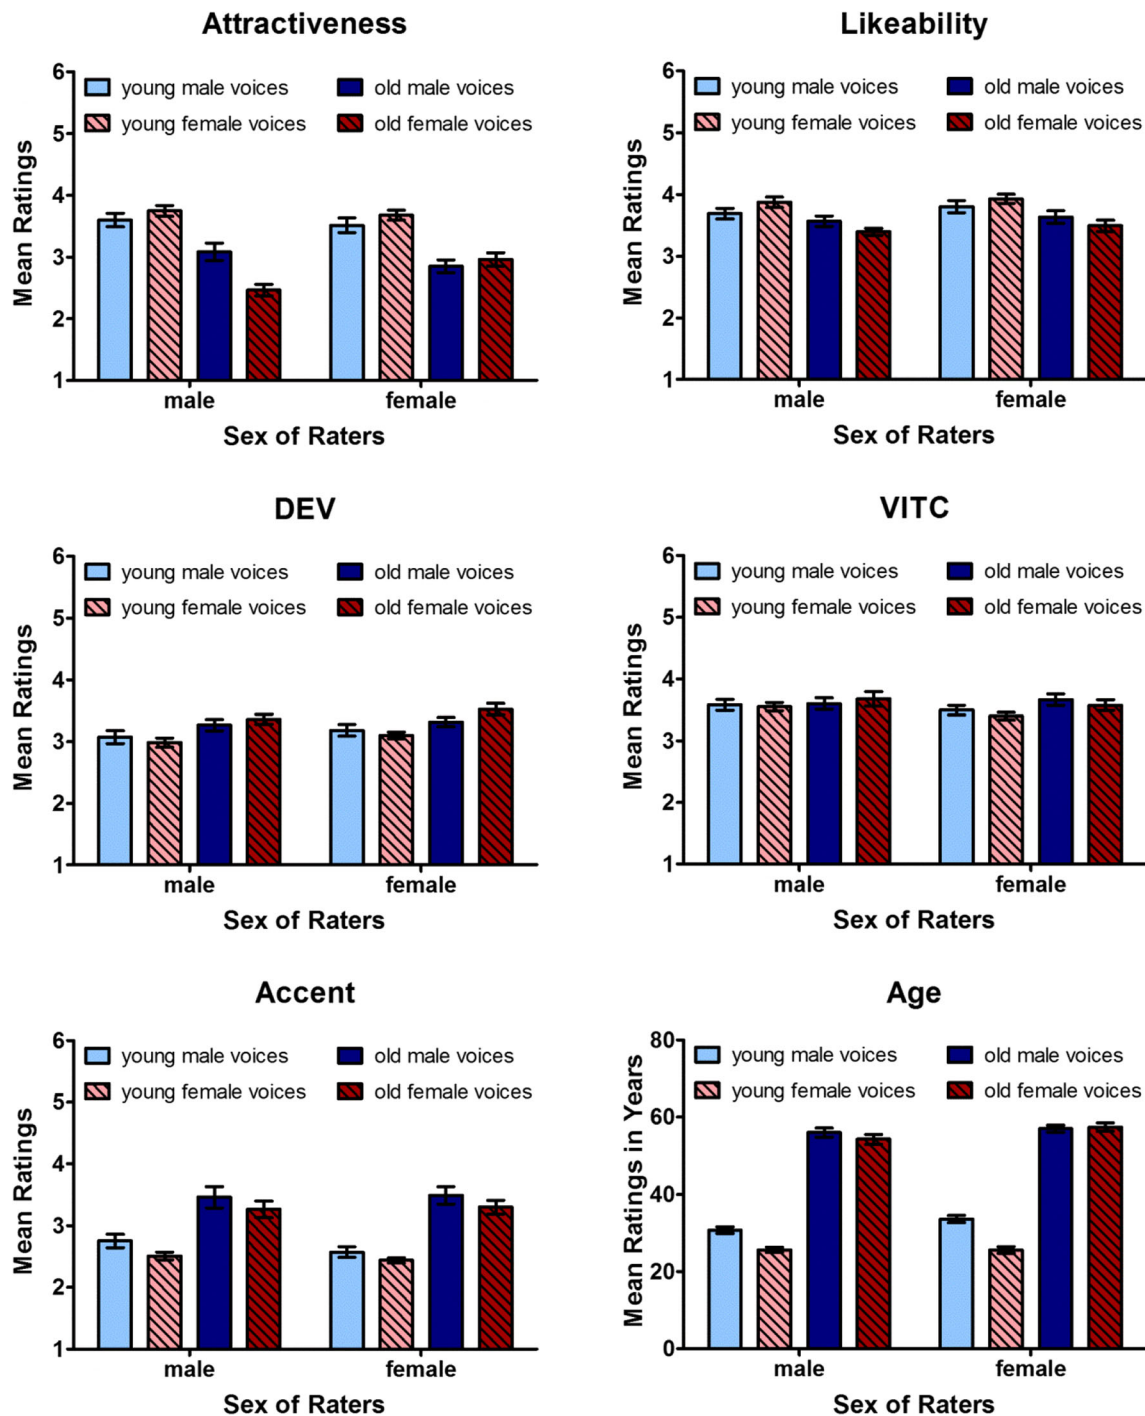 Attractiveness
Mean Ratings
6
5
4
3
2
1
young male voices
old male voices
young female voices
old female voices
male
female
Sex of Raters
Likeability
Mean Ratings
6
5
4
3
2
1
young male voices
old male voices
young female voices
old female voices
male
female
Sex of Raters
DEV
Mean Ratings
6
5
4
3
2
1
young male voices
old male voices
young female voices
old female voices
male
female
Sex of Raters
VITC
Mean Ratings
6
5
4
3
2
1
young male voices
old male voices
young female voices
old female voices
male
female
Sex of Raters
Accent
Mean Ratings
6
5
4
3
2
1
young male voices
old male voices
young female voices
old female voices
male
female
Sex of Raters
Age
Mean Ratings in Years
80
60
40
20
0
young male voices
old male voices
young female voices
old female voices
male
female
Sex of Raters